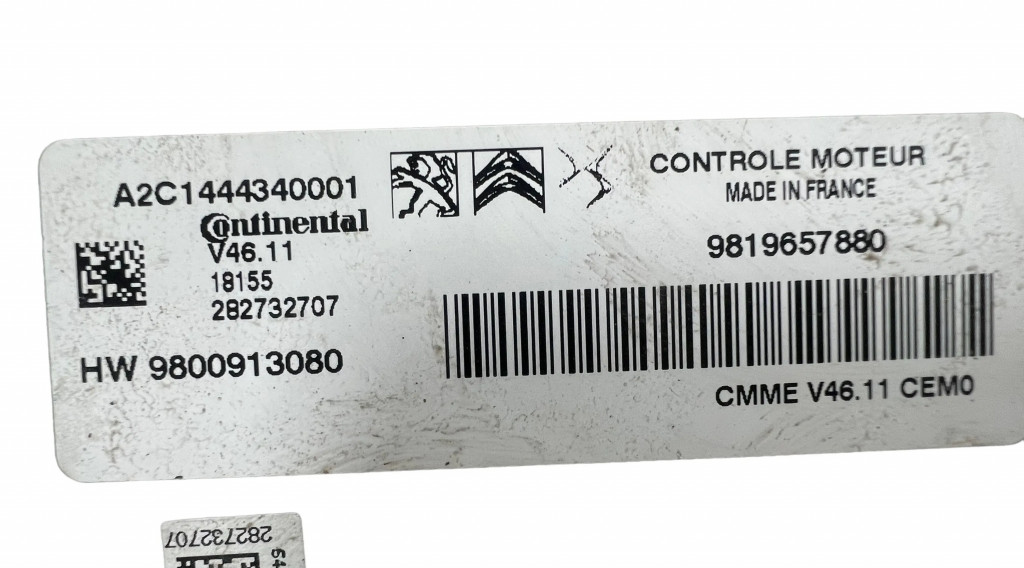 A2C1444340001
Continental
V46.11
18155
282732707
HW 9800913080
CONTROLE MOTEUR
MADE IN FRANCE
9819657880
CMME V46.11 CEM0
282732707